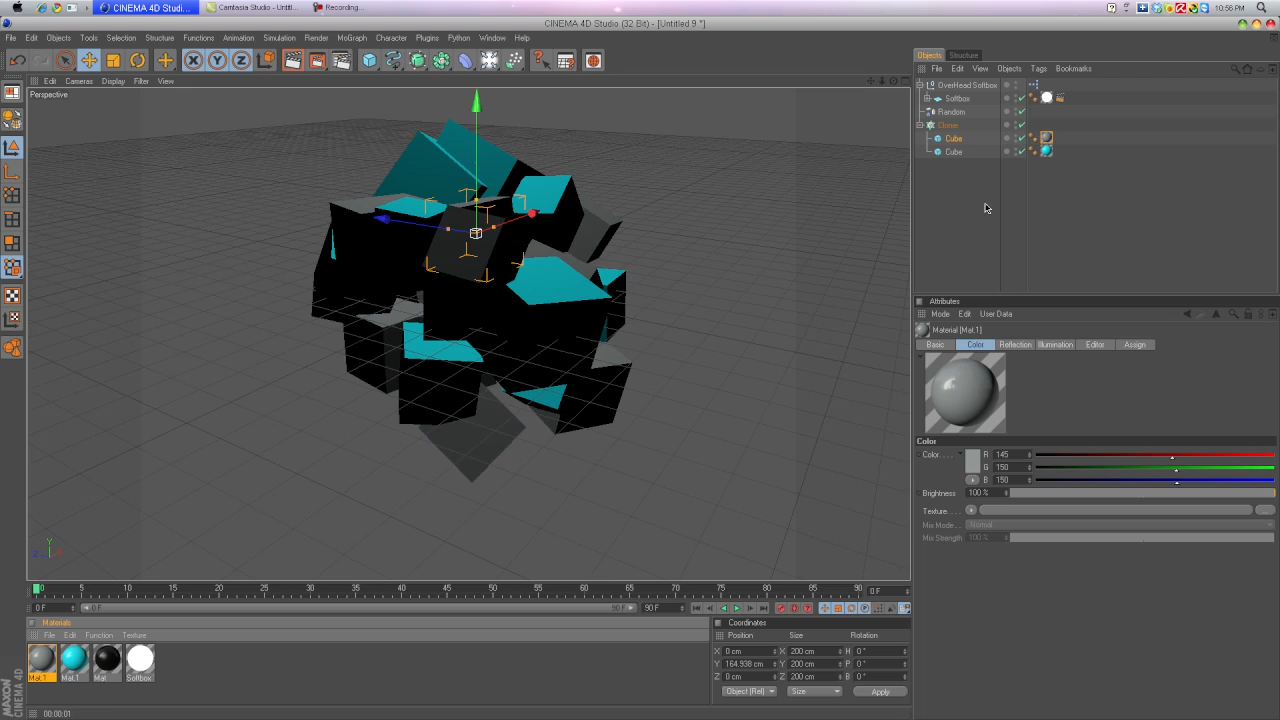 CINEMA 4D Studi...
Camtasia Studio - Untitl...
Recording...
10:56 PM
CINEMA 4D Studio (32 Bit) - [Untitled 9 *]
File Edit Objects Tools Selection Structure Functions Animation Simulation Render MoGraph Character Plugins Python Window Help
Objects Structure
Edit Cameras Display Filter View
File Edit View Objects Tags Bookmarks
Perspective
OverHead Softbox
Softbox
Random
Cloner
Cube
Cube
Attributes
Mode Edit User Data
Material [Mat.1]
Basic Color Reflection Illumination Editor Assign
Color
Color.... R 145
G 150
B 150
Brightness 100 %
Texture.....
Mix Mode... Normal
Mix Strength 100 %
Y
Z X
0 5 10 15 20 25 30 35 40 45 50 55 60 65 70 75 80 85 90 0 F
0 F 0 F 90 F 90 F
Materials
File Edit Function Texture
Mat.1 Mat.1 Mat Softbox
Coordinates
Position Size Rotation
X 0 cm X 200 cm H 0 °
Y 164.938 cm Y 200 cm P 0 °
Z 0 cm Z 200 cm B 0 °
Object (Rel) Size Apply
MAXON CINEMA 4D
00:00:01